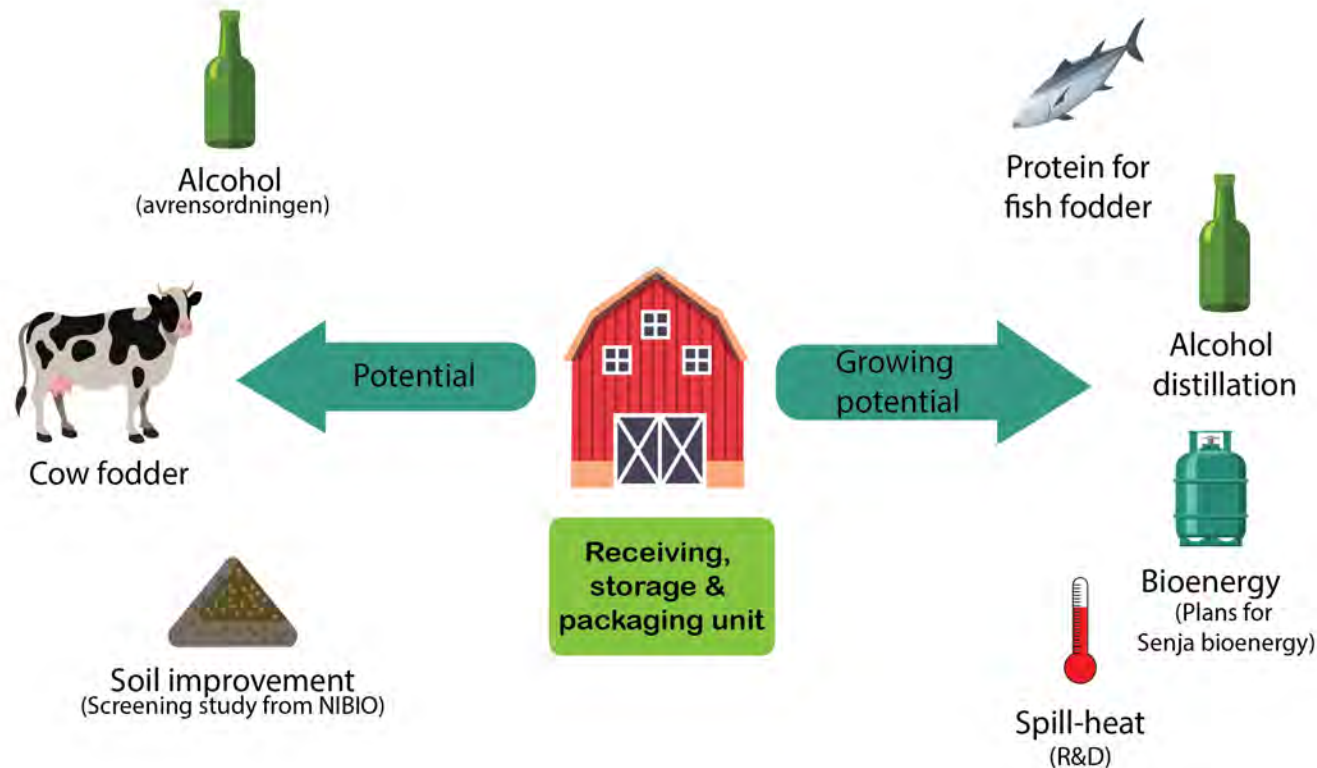 Alcohol
(avrensordningen)
Cow fodder
Soil improvement
(Screening study from NIBIO)
Potential
Receiving,
storage &
packaging unit
Growing
potential
Protein for
fish fodder
Alcohol
distillation
Bioenergy
(Plans for
Senja bioenergy)
Spill-heat
(R&D)